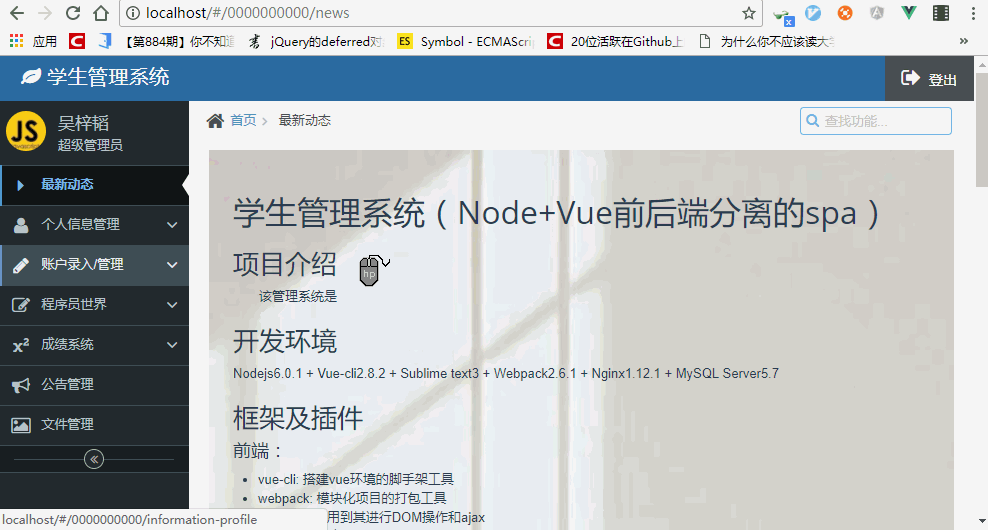 localhost/#/0000000000/news
应用
【第884期】你不知道
jQuery的deferred对
ES Symbol - ECMAScri
20位活跃在Github上
为什么你不应该读大学
»
学生管理系统
登出
JS
吴梓韬
超级管理员
首页 > 最新动态
查找功能...
最新动态
个人信息管理
账户录入/管理
程序员世界
成绩系统
公告管理
文件管理
学生管理系统（Node+Vue前后端分离的spa）
项目介绍
hp
该管理系统是
开发环境
Nodejs6.0.1 + Vue-cli2.8.2 + Sublime text3 + Webpack2.6.1 + Nginx1.12.1 + MySQL Server5.7
框架及插件
前端：
vue-cli: 搭建vue环境的脚手架工具
webpack: 模块化项目的打包工具
用到其进行DOM操作和ajax
localhost/#/0000000000/information-profile